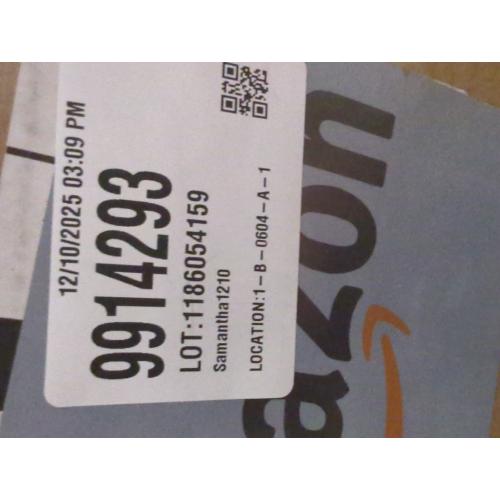 12/10/2025 03:09 PM
9914293
LOT:1186054159
Samantha1210
LOCATION:1-B-0604-A-1
azon